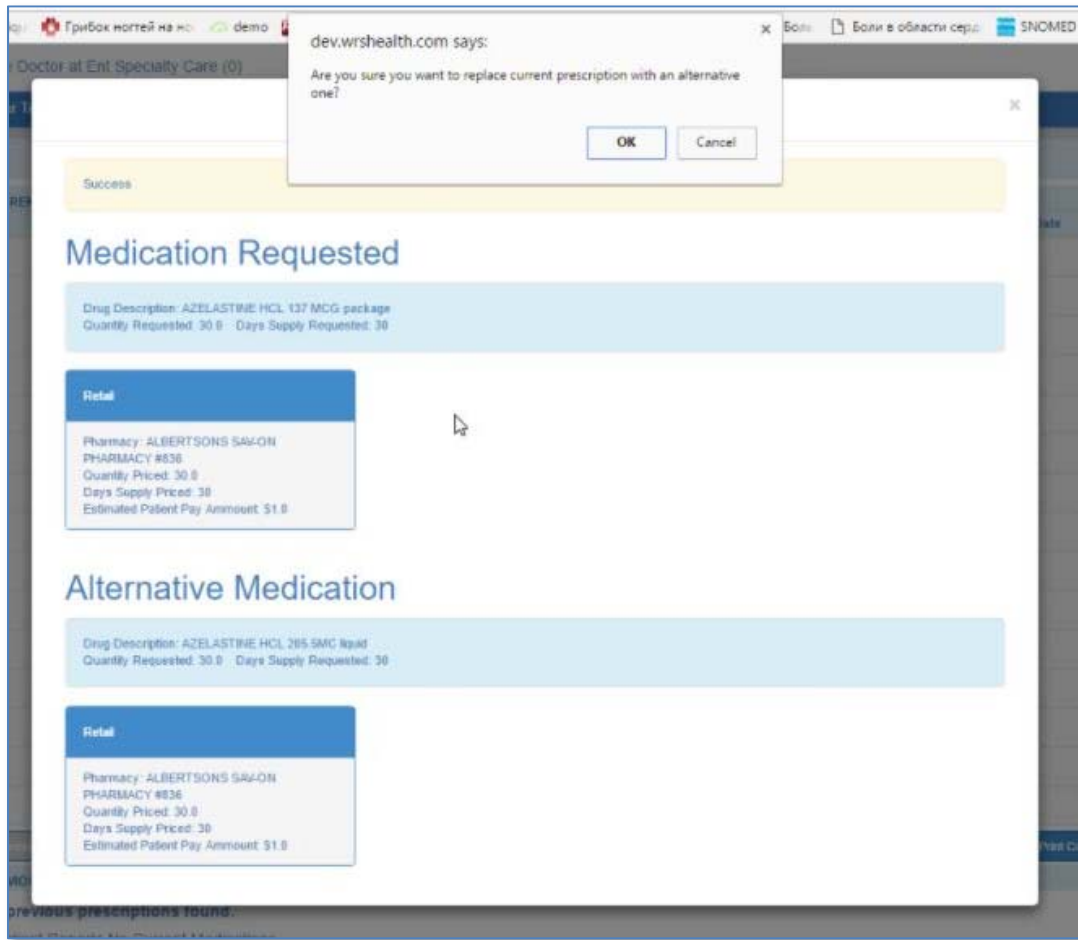 Грибок ногтей на но
demo
Боли в области серд
SNOMED
Doctor at Ent Specialty Care (0)
dev.wrshealth.com says:
Are you sure you want to replace current prescription with an alternative
one?
OK
Cancel
Success
Medication Requested
Drug Description: AZELASTINE HCL 137 MCG package
Quantity Requested: 30.0 Days Supply Requested: 30
Retail
Pharmacy: ALBERTSONS SAV-ON
PHARMACY #836
Quantity Priced: 30.0
Days Supply Priced: 30
Estimated Patient Pay Ammount: $1.0
Alternative Medication
Drug Description: AZELASTINE HCL 205.5MC liquid
Quantity Requested: 30.0 Days Supply Requested: 30
Retail
Pharmacy: ALBERTSONS SAV-ON
PHARMACY #836
Quantity Priced: 30.0
Days Supply Priced: 30
Estimated Patient Pay Ammount: $1.0
previous prescriptions found.